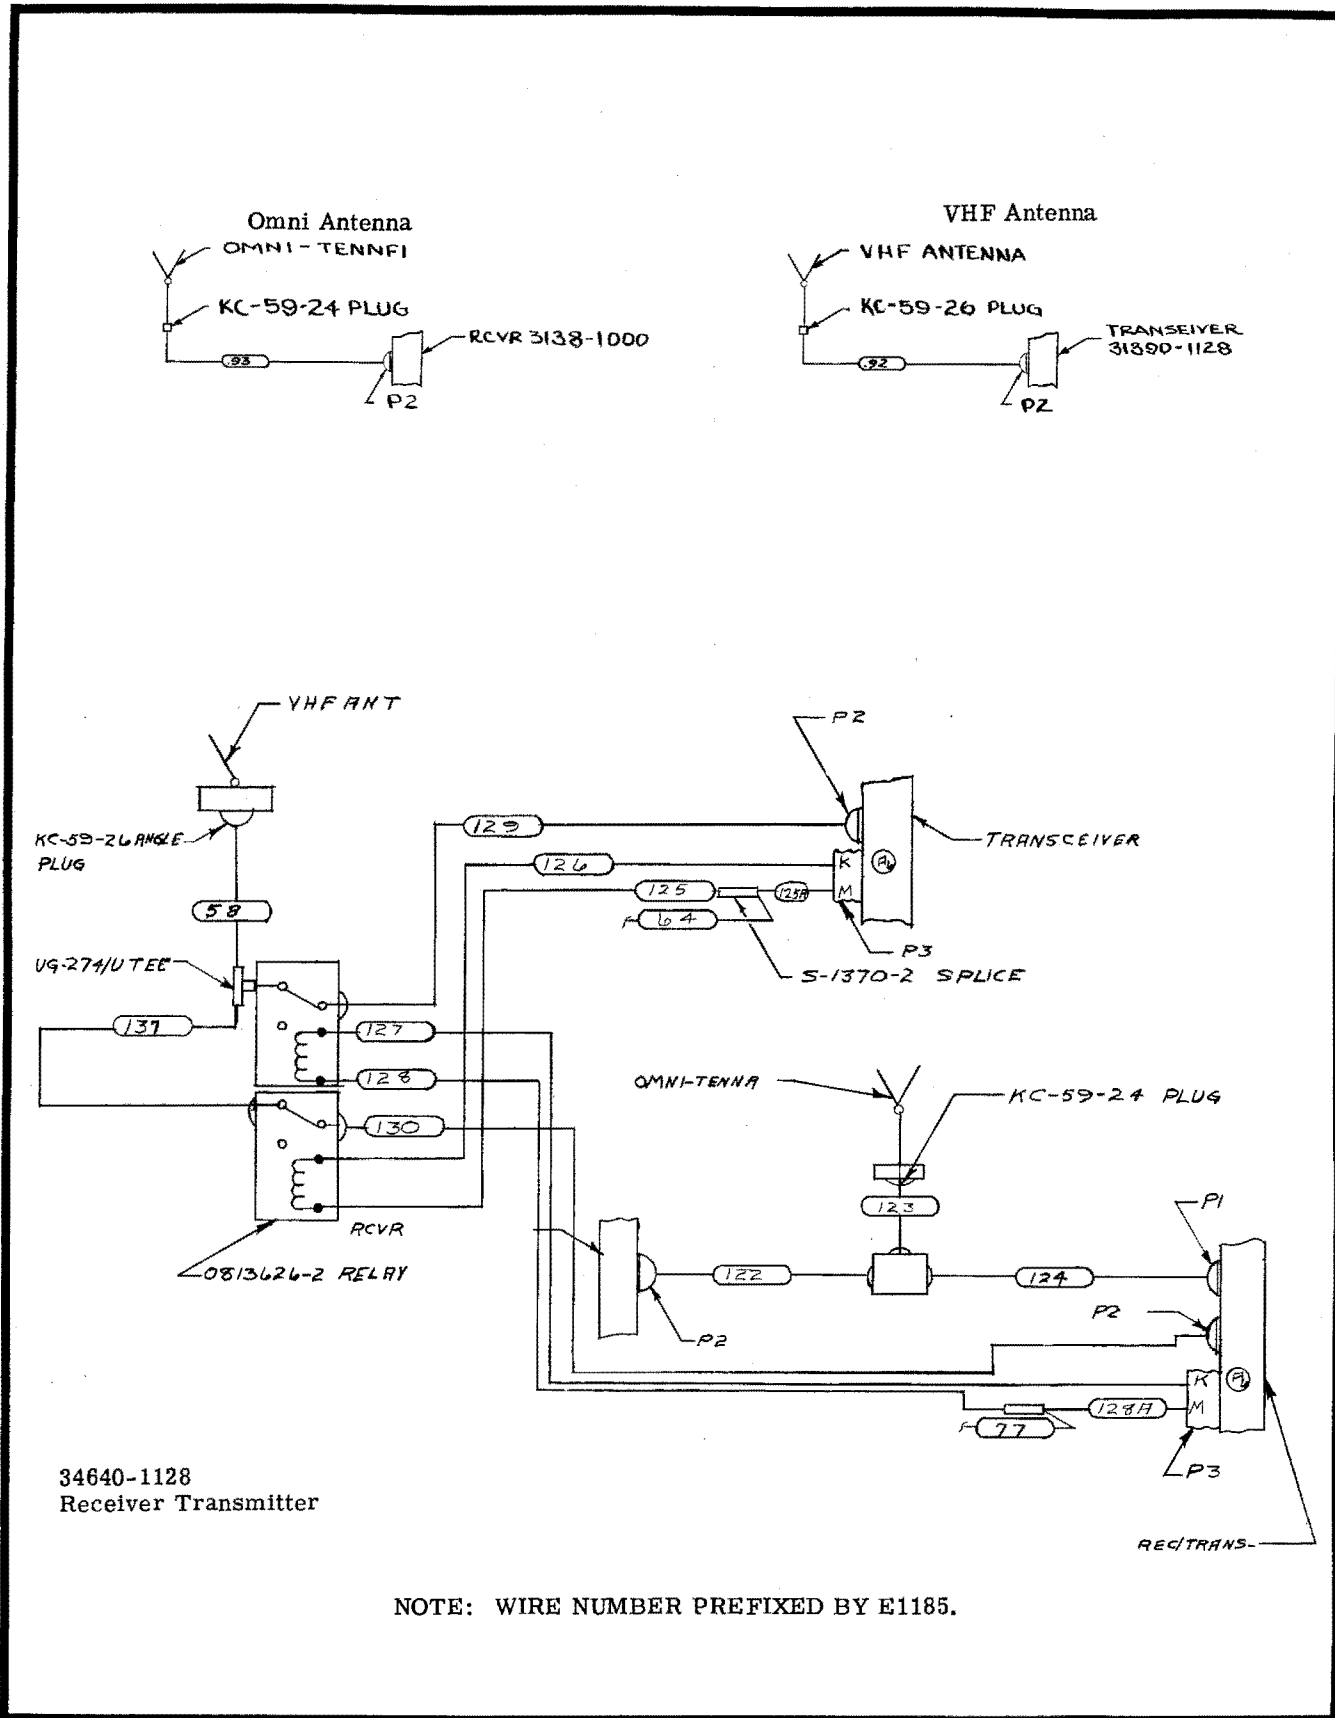 Omni Antenna
OMNI-TENNFI
KC-59-24 PLUG
RCVR 3138-1000
93
P2
VHF Antenna
VHF ANTENNA
KC-59-26 PLUG
TRANSEIVER
31390-1128
92
P2
VHF ANT
P2
129
KC-59-26 ANGLE
PLUG
TRANSCEIVER
126
K
125
125A
M
58
64
P3
UG-274/U TEE
S-1370-2 SPLICE
137
127
128
OMNI-TENNA
KC-59-24 PLUG
130
123
P1
RCVR
0813626-2 RELAY
122
124
P2
P2
K
128A
M
77
P3
34640-1128
Receiver Transmitter
REC/TRANS-
NOTE: WIRE NUMBER PREFIXED BY E1185.